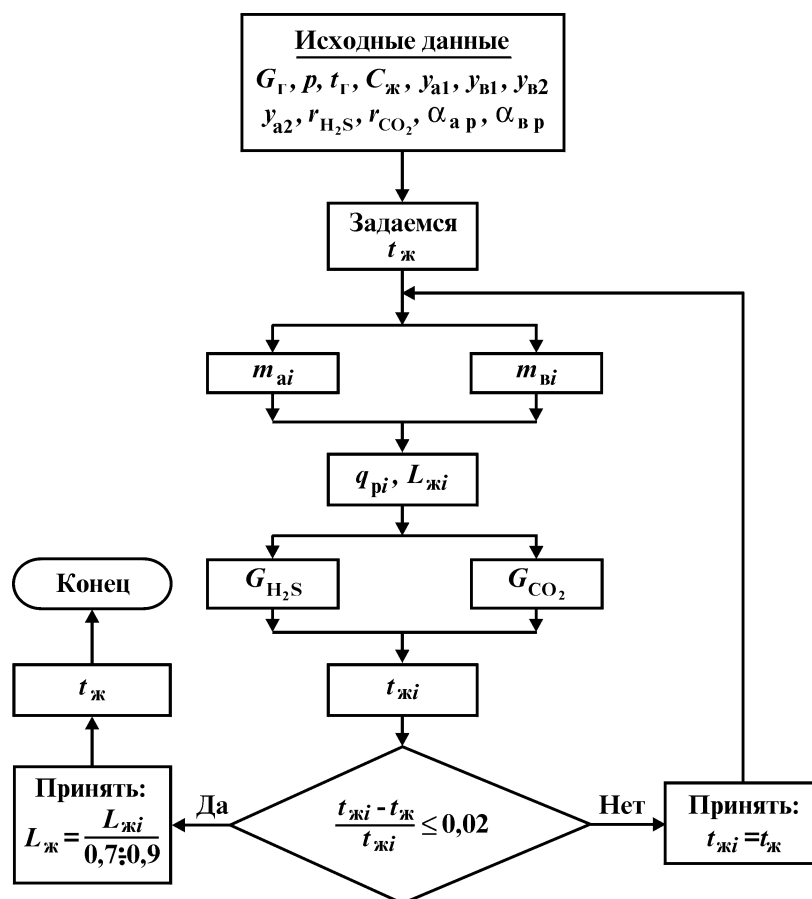 Исходные данные
G_г, p, t_г, C_ж, y_а1, y_в1, y_в2
y_а2, r_H₂S, r_CO₂, α_а р, α_в р
Задаемся
t_ж
m_аi
m_вi
q_рi, L_жi
G_H₂S
G_CO₂
Конец
t_ж
t_жi
Принять:
L_ж = L_жi
0,7÷0,9
Да
t_жi - t_ж
t_жi
≤ 0,02
Нет
Принять:
t_жi = t_ж